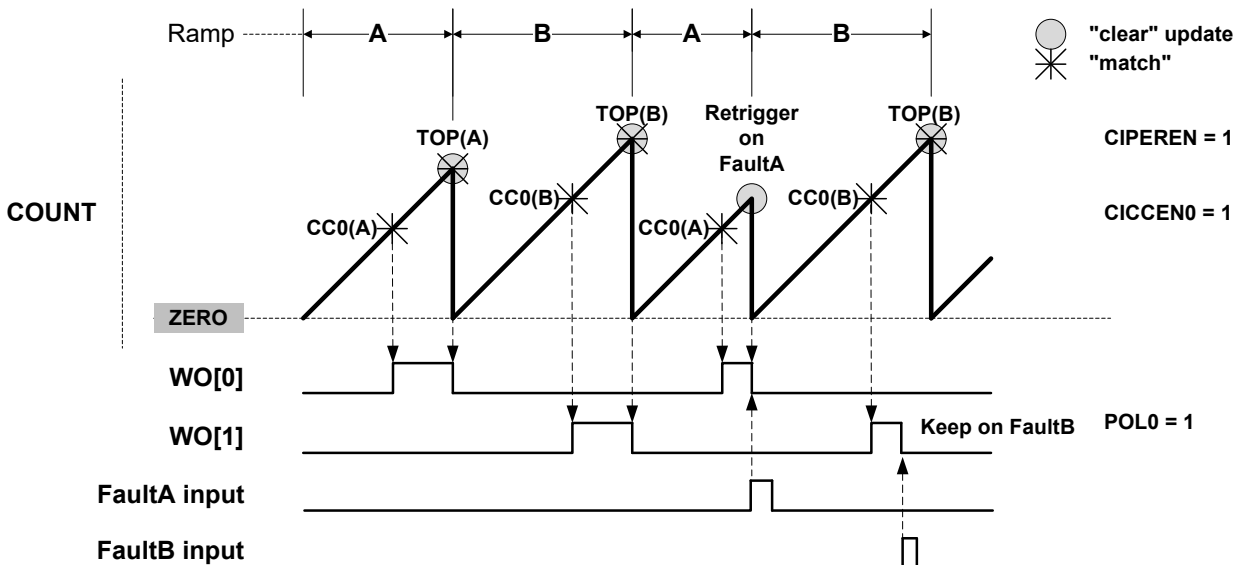 Ramp
A
B
A
B
"clear" update
"match"
TOP(A)
TOP(B)
Retrigger
on
FaultA
TOP(B)
CIPEREN = 1
COUNT
CC0(A)
CC0(B)
CC0(A)
CC0(B)
CICCEN0 = 1
ZERO
WO[0]
WO[1]
Keep on FaultB
POL0 = 1
FaultA input
FaultB input